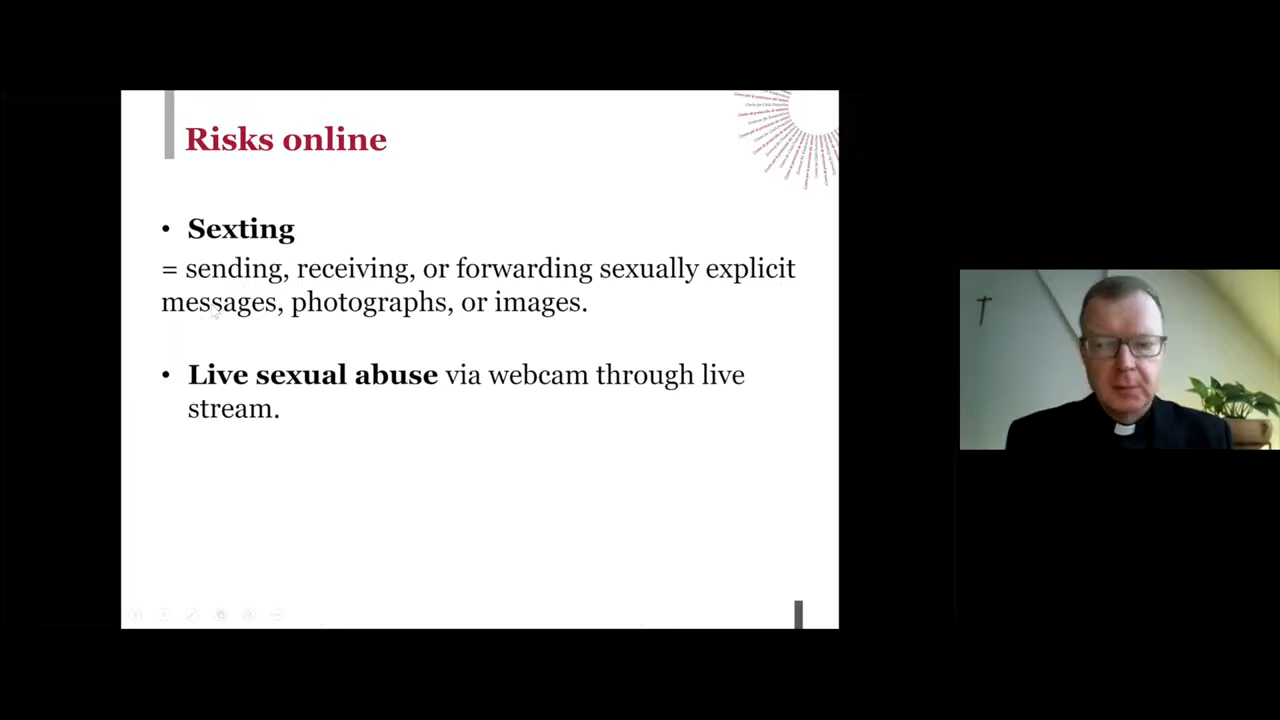 Risks online
• Sexting
= sending, receiving, or forwarding sexually explicit
messages, photographs, or images.
• Live sexual abuse via webcam through live
stream.